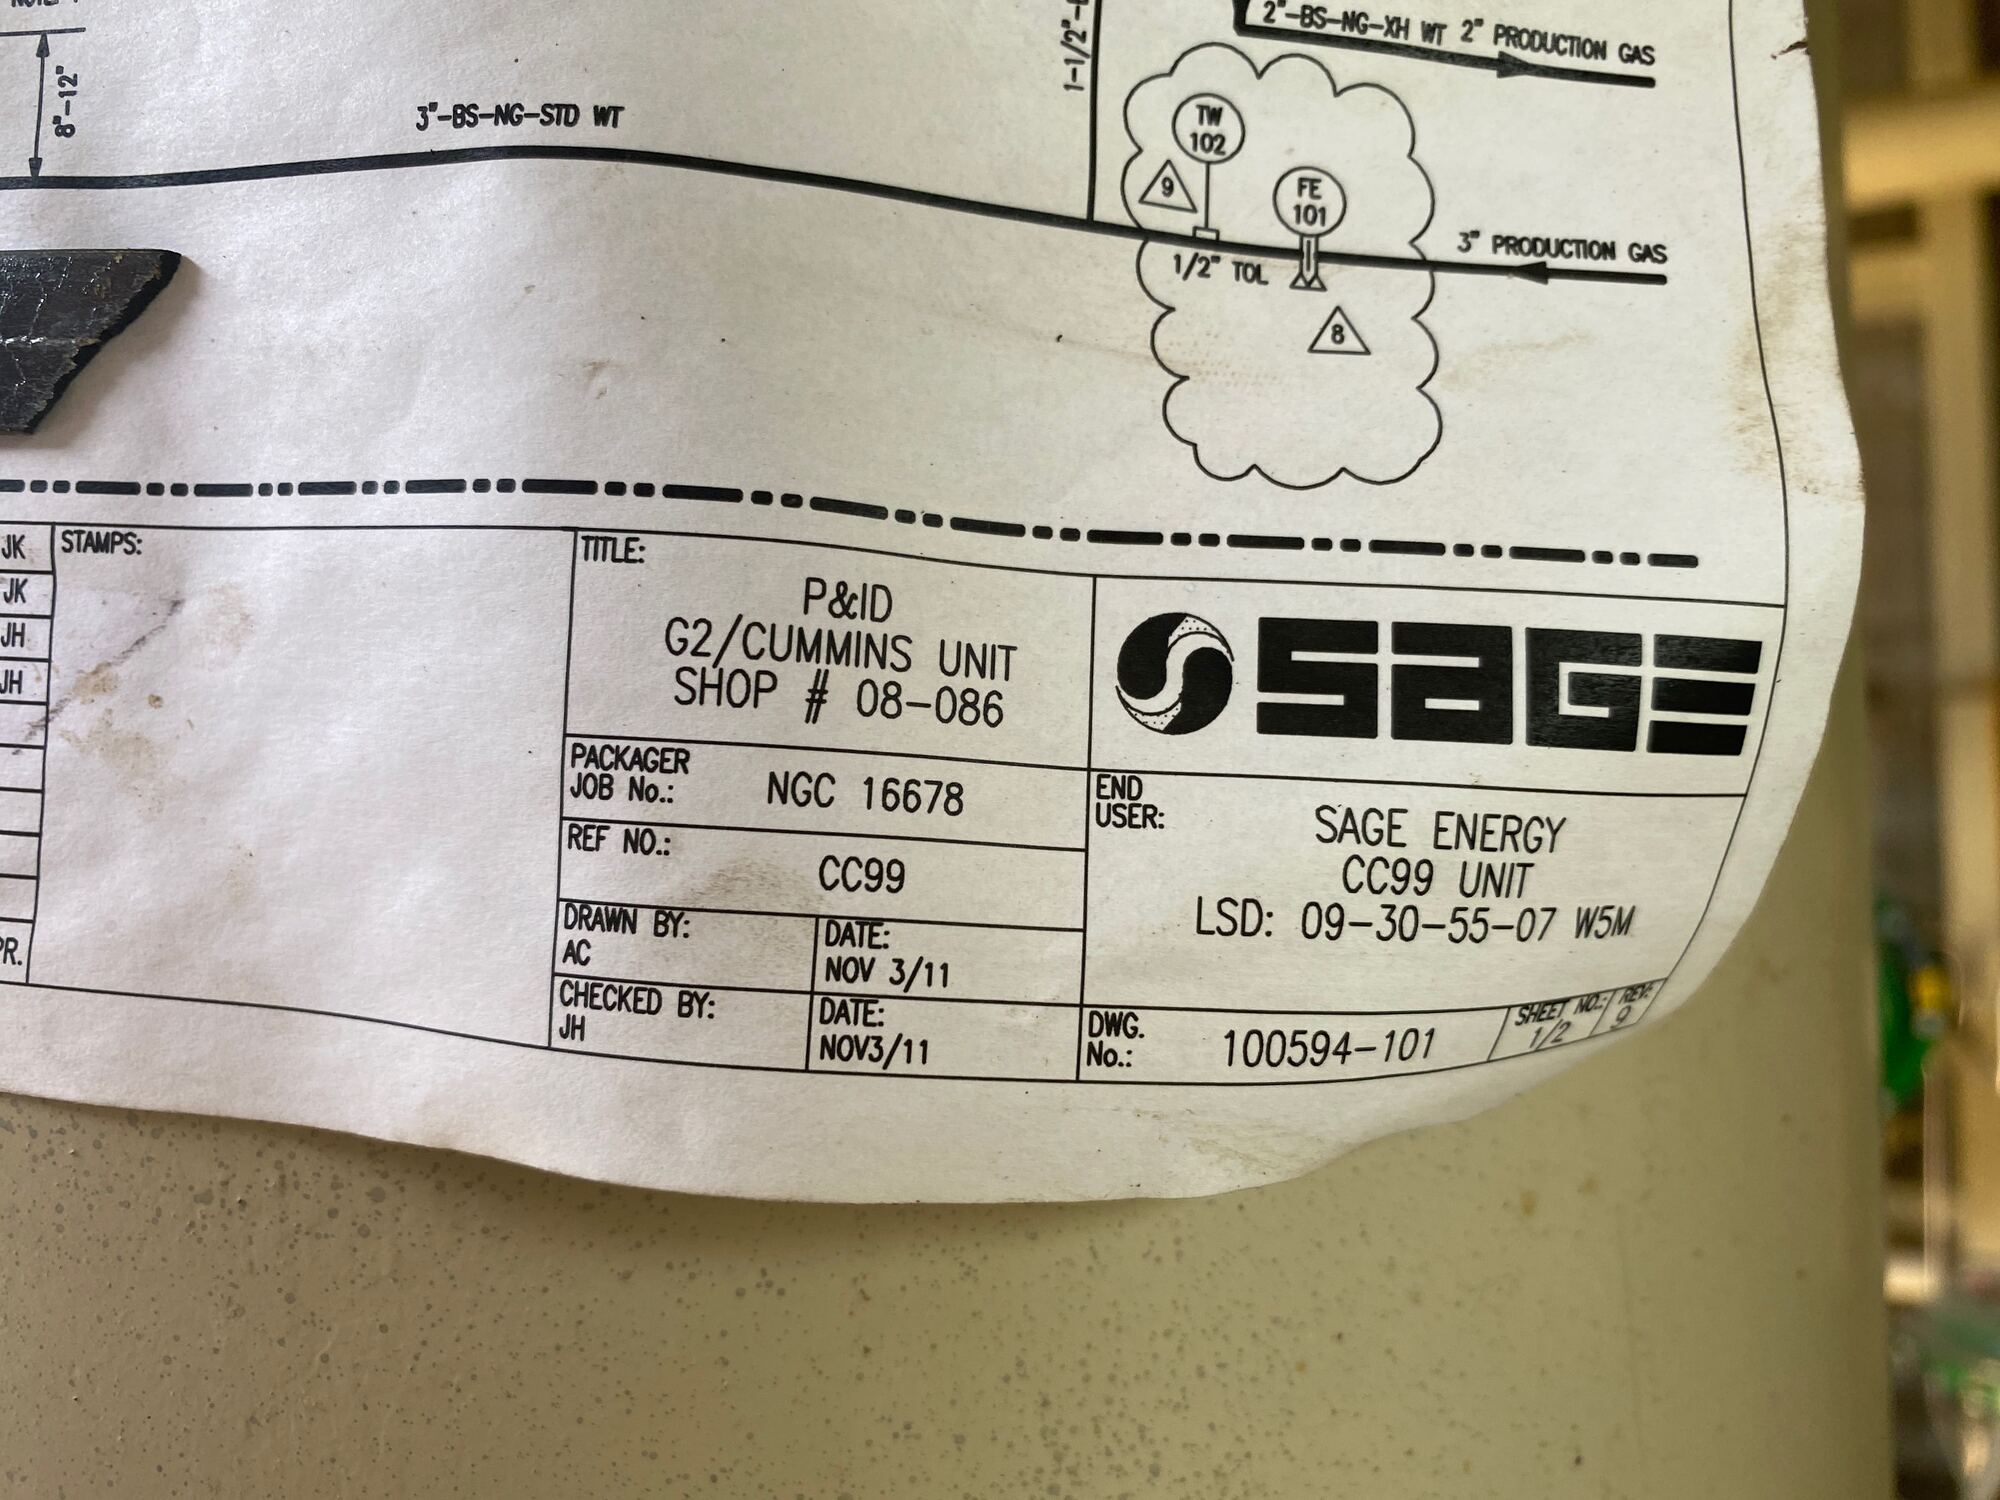 8"-12"
3"-BS-NG-STD WT
1-1/2"-
2"-BS-NG-XH WT 2" PRODUCTION GAS
TW
102
9
FE
101
3" PRODUCTION GAS
1/2" TOL
8
JK
JK
JH
JH
PR.
STAMPS:
TITLE:
P&ID
G2/CUMMINS UNIT
SHOP # 08-086
SAGE
PACKAGER
JOB No.: NGC 16678
REF NO.:
CC99
DRAWN BY:
AC
DATE:
NOV 3/11
CHECKED BY:
JH
DATE:
NOV3/11
END
USER:
SAGE ENERGY
CC99 UNIT
LSD: 09-30-55-07 W5M
DWG.
No.: 100594-101
SHEET NO.:
1/2
REV:
9